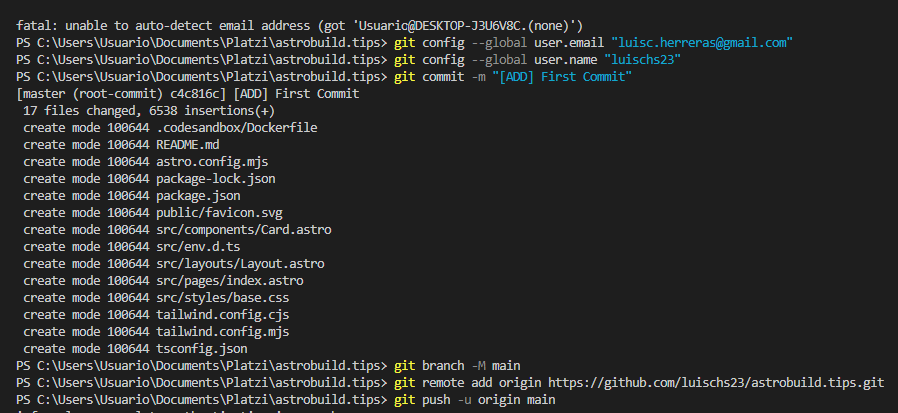 fatal: unable to auto-detect email address (got 'Usuario@DESKTOP-J3U6V8C.(none)')
PS C:\Users\Usuario\Documents\Platzi\astrobuild.tips> git config --global user.email "luisc.herreras@gmail.com"
PS C:\Users\Usuario\Documents\Platzi\astrobuild.tips> git config --global user.name "luischs23"
PS C:\Users\Usuario\Documents\Platzi\astrobuild.tips> git commit -m "[ADD] First Commit"
[master (root-commit) c4c816c] [ADD] First Commit
 17 files changed, 6538 insertions(+)
 create mode 100644 .codesandbox/Dockerfile
 create mode 100644 README.md
 create mode 100644 astro.config.mjs
 create mode 100644 package-lock.json
 create mode 100644 package.json
 create mode 100644 public/favicon.svg
 create mode 100644 src/components/Card.astro
 create mode 100644 src/env.d.ts
 create mode 100644 src/layouts/Layout.astro
 create mode 100644 src/pages/index.astro
 create mode 100644 src/styles/base.css
 create mode 100644 tailwind.config.cjs
 create mode 100644 tailwind.config.mjs
 create mode 100644 tsconfig.json
PS C:\Users\Usuario\Documents\Platzi\astrobuild.tips> git branch -M main
PS C:\Users\Usuario\Documents\Platzi\astrobuild.tips> git remote add origin https://github.com/luischs23/astrobuild.tips.git
PS C:\Users\Usuario\Documents\Platzi\astrobuild.tips> git push -u origin main